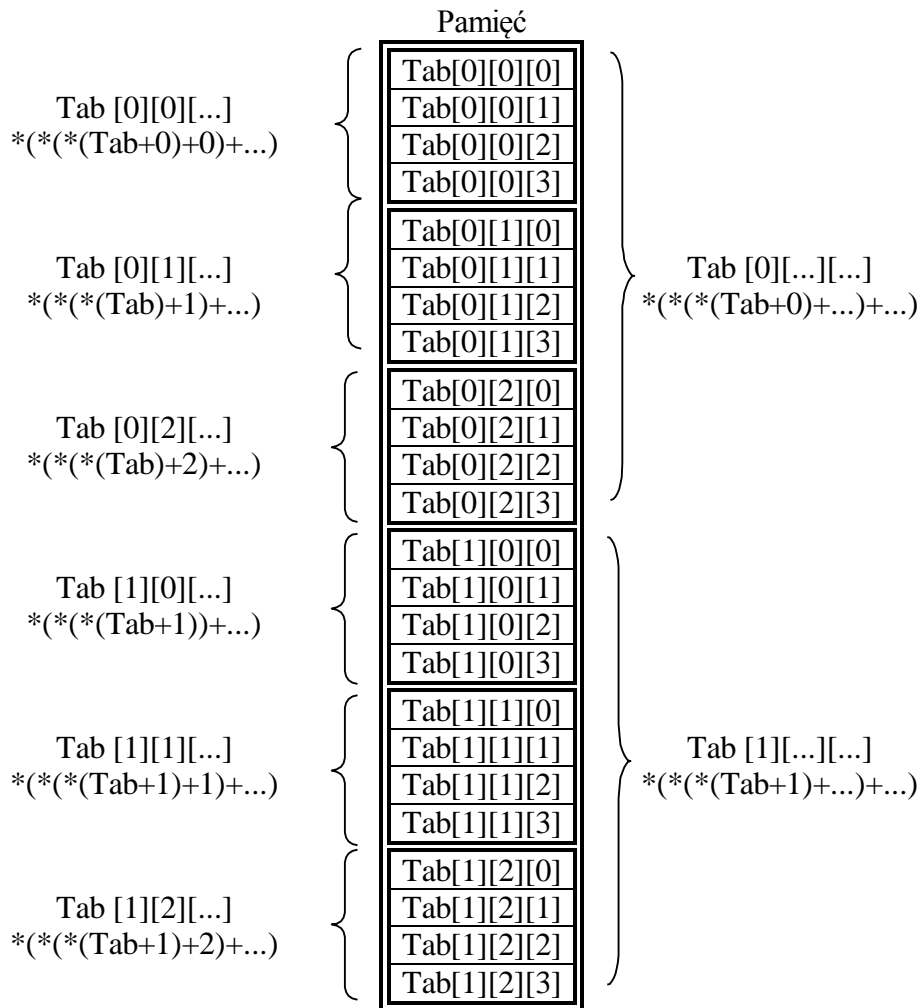 Pamięć
Tab [0][0][...]
*(*(*(Tab+0)+0)+...)
Tab [0][1][...]
*(*(*(Tab)+1)+...)
Tab [0][2][...]
*(*(*(Tab)+2)+...)
Tab [1][0][...]
*(*(*(Tab+1))+...)
Tab [1][1][...]
*(*(*(Tab+1)+1)+...)
Tab [1][2][...]
*(*(*(Tab+1)+2)+...)
Tab[0][0][0]
Tab[0][0][1]
Tab[0][0][2]
Tab[0][0][3]
Tab[0][1][0]
Tab[0][1][1]
Tab[0][1][2]
Tab[0][1][3]
Tab[0][2][0]
Tab[0][2][1]
Tab[0][2][2]
Tab[0][2][3]
Tab[1][0][0]
Tab[1][0][1]
Tab[1][0][2]
Tab[1][0][3]
Tab[1][1][0]
Tab[1][1][1]
Tab[1][1][2]
Tab[1][1][3]
Tab[1][2][0]
Tab[1][2][1]
Tab[1][2][2]
Tab[1][2][3]
Tab [0][...][...]
*(*(*(Tab+0)+...)+...)
Tab [1][...][...]
*(*(*(Tab+1)+...)+...)